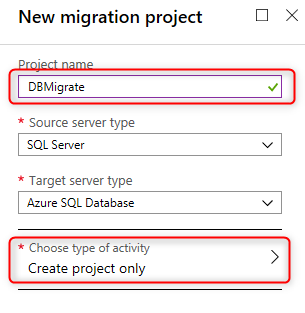 New migration project
Project name
DBMigrate
* Source server type
SQL Server
* Target server type
Azure SQL Database
* Choose type of activity
Create project only